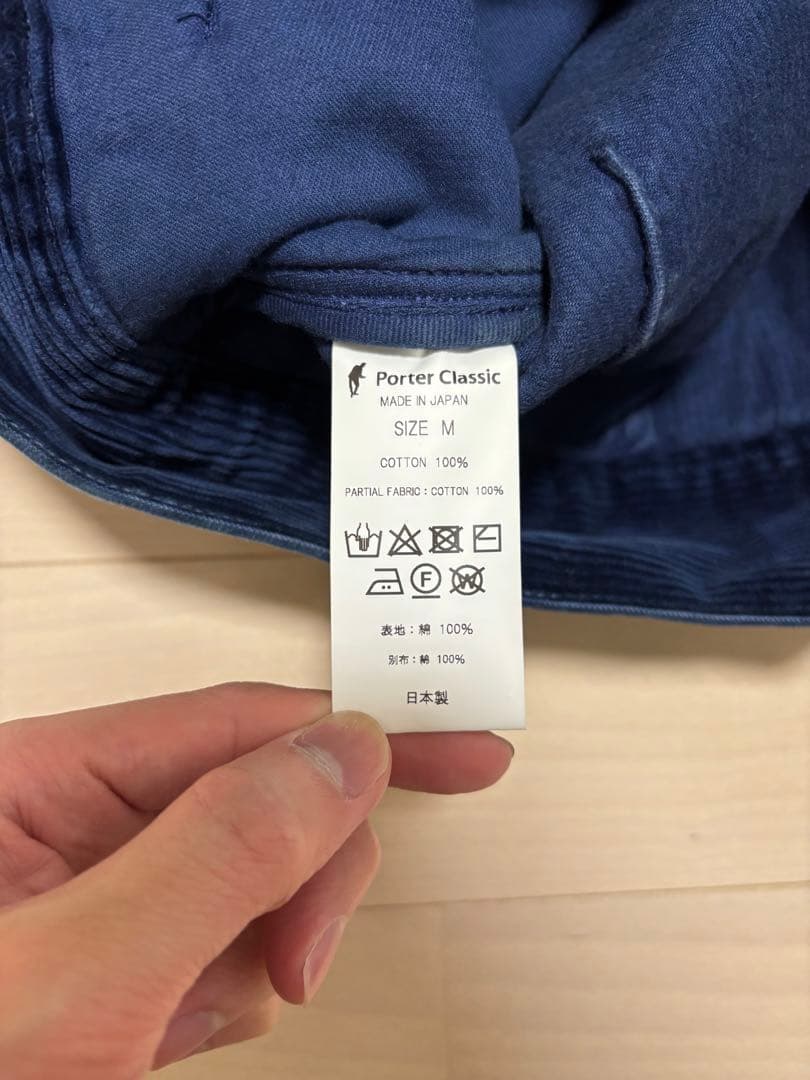 Porter Classic
MADE IN JAPAN
SIZE M
COTTON 100%
PARTIAL FABRIC : COTTON 100%
F W
表地 : 綿 100%
別布 : 綿 100%
日本製